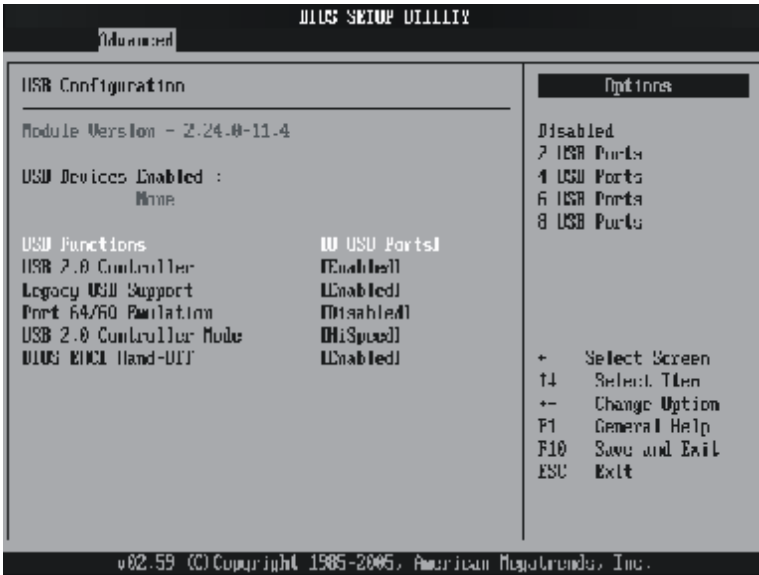 BIOS SETUP UTILITY
Advanced
USB Configuration
Module Version - 2.24.0-11.4
USB Devices Enabled :
None
USB Functions [8 USB Ports]
USB 2.0 Controller [Enabled]
Legacy USB Support [Enabled]
Port 64/60 Emulation [Disabled]
USB 2.0 Controller Mode [HiSpeed]
BIOS EHCI Hand-Off [Enabled]
Options
Disabled
2 USB Ports
4 USB Ports
6 USB Ports
8 USB Ports
← Select Screen
↑↓ Select Item
+- Change Option
F1 General Help
F10 Save and Exit
ESC Exit
v02.59 (C)Copyright 1985-2005, American Megatrends, Inc.